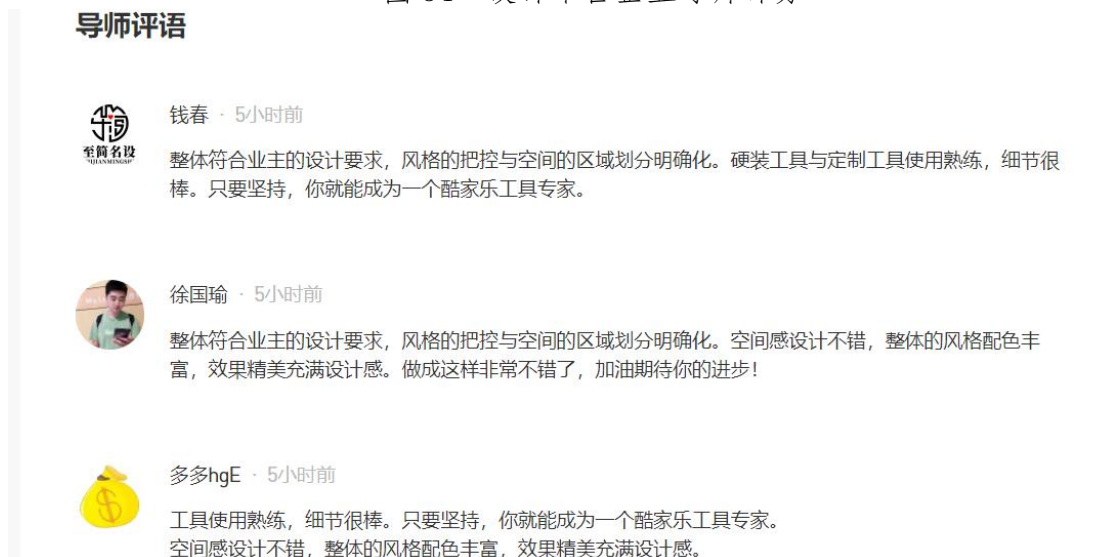 导师评语
钱春 · 5小时前
至简名设
整体符合业主的设计要求，风格的把控与空间的区域划分明确化。硬装工具与定制工具使用熟练，细节很
棒。只要坚持，你就能成为一个酷家乐工具专家。
徐国瑜 · 5小时前
整体符合业主的设计要求，风格的把控与空间的区域划分明确化。空间感设计不错，整体的风格配色丰
富，效果精美充满设计感。做成这样非常不错了，加油期待你的进步！
多多hgE · 5小时前
工具使用熟练，细节很棒。只要坚持，你就能成为一个酷家乐工具专家。
空间感设计不错，整体的风格配色丰富，效果精美充满设计感。